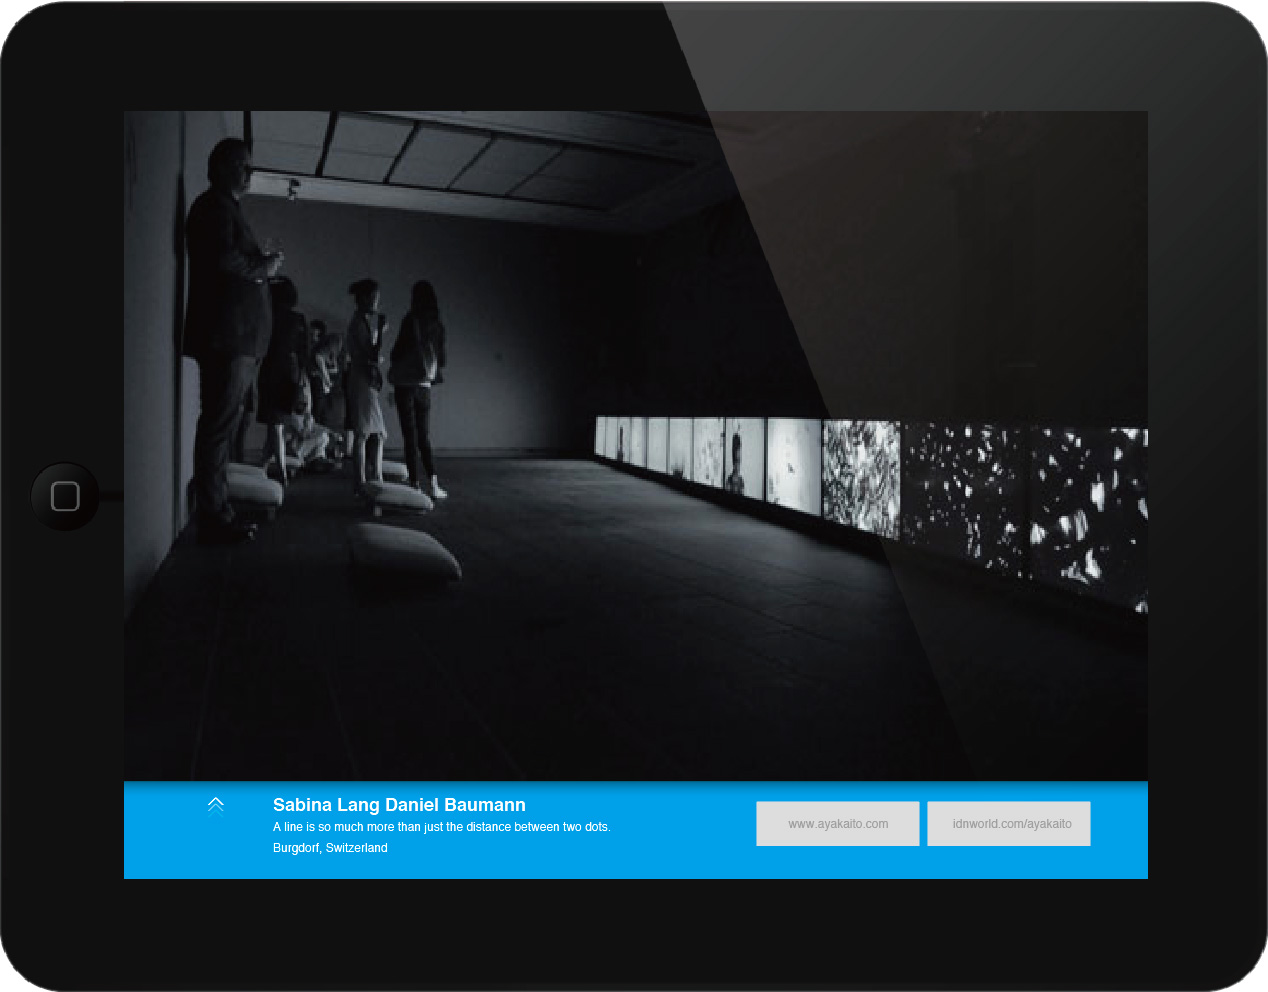 Sabina Lang Daniel Baumann
A line is so much more than just the distance between two dots.
Burgdorf, Switzerland
www.ayakaito.com
idnworld.com/ayakaito